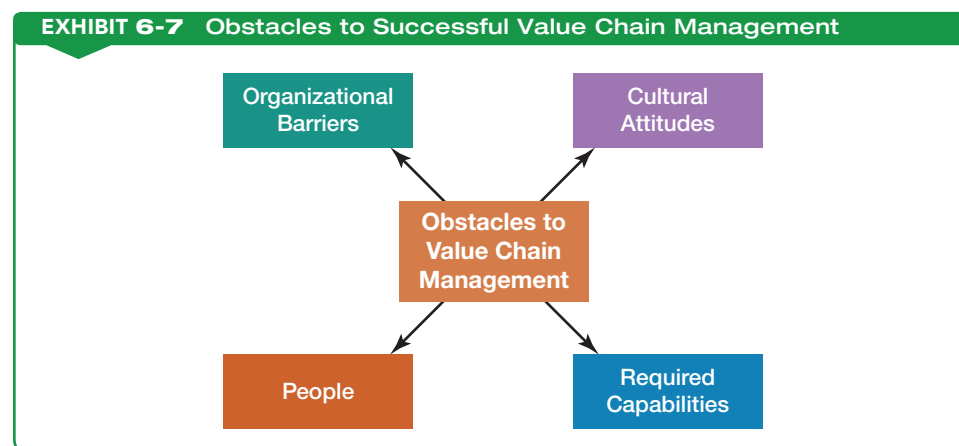 EXHIBIT 6-7 Obstacles to Successful Value Chain Management
Organizational
Barriers
Cultural
Attitudes
Obstacles to
Value Chain
Management
People
Required
Capabilities